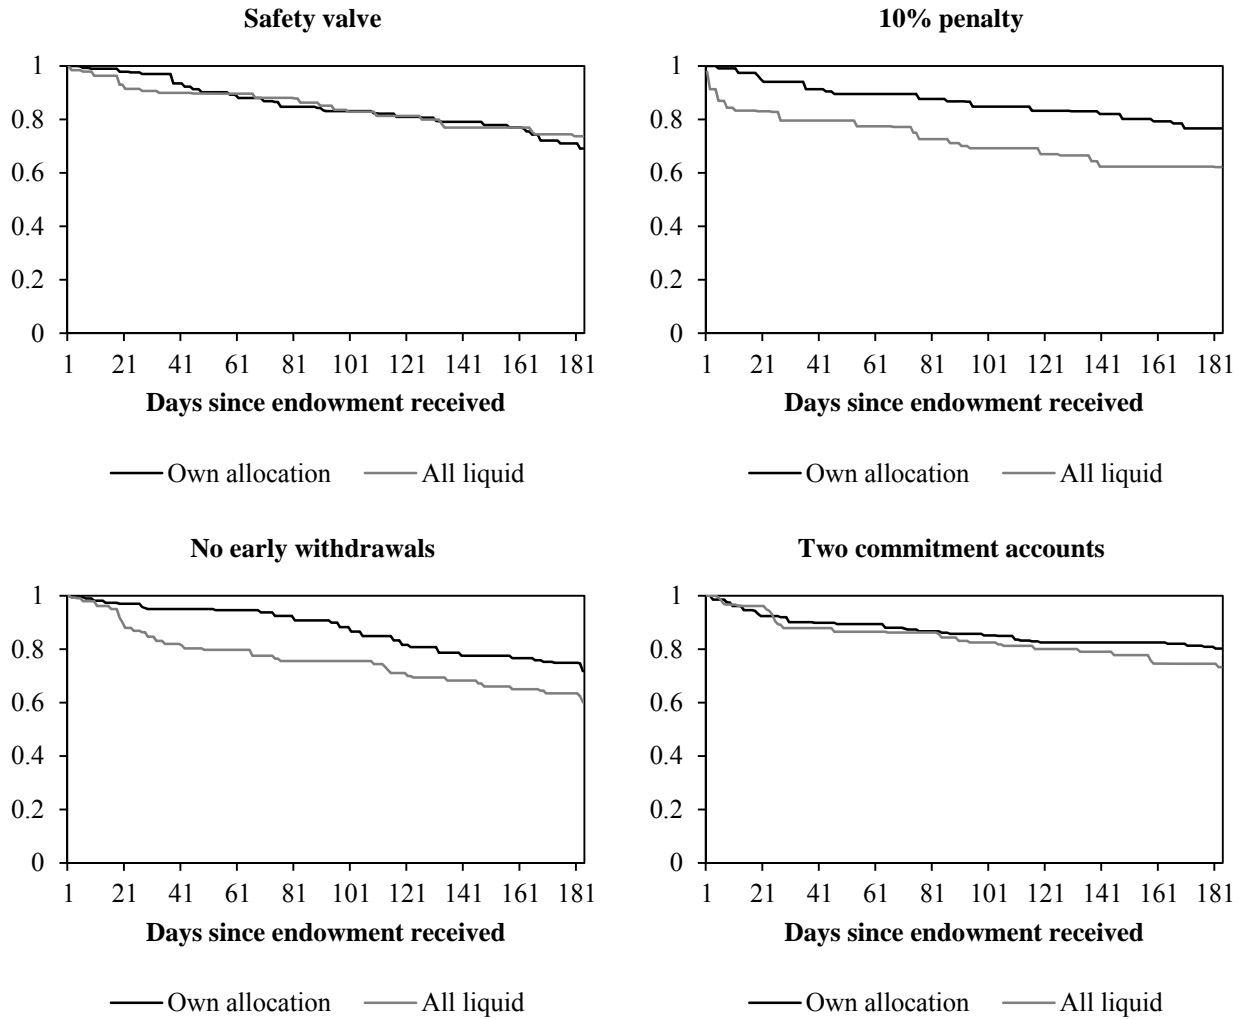 Safety valve
1
0.8
0.6
0.4
0.2
0
1 21 41 61 81 101 121 141 161 181
Days since endowment received
Own allocation All liquid
10% penalty
1
0.8
0.6
0.4
0.2
0
1 21 41 61 81 101 121 141 161 181
Days since endowment received
Own allocation All liquid
No early withdrawals
1
0.8
0.6
0.4
0.2
0
1 21 41 61 81 101 121 141 161 181
Days since endowment received
Own allocation All liquid
Two commitment accounts
1
0.8
0.6
0.4
0.2
0
1 21 41 61 81 101 121 141 161 181
Days since endowment received
Own allocation All liquid